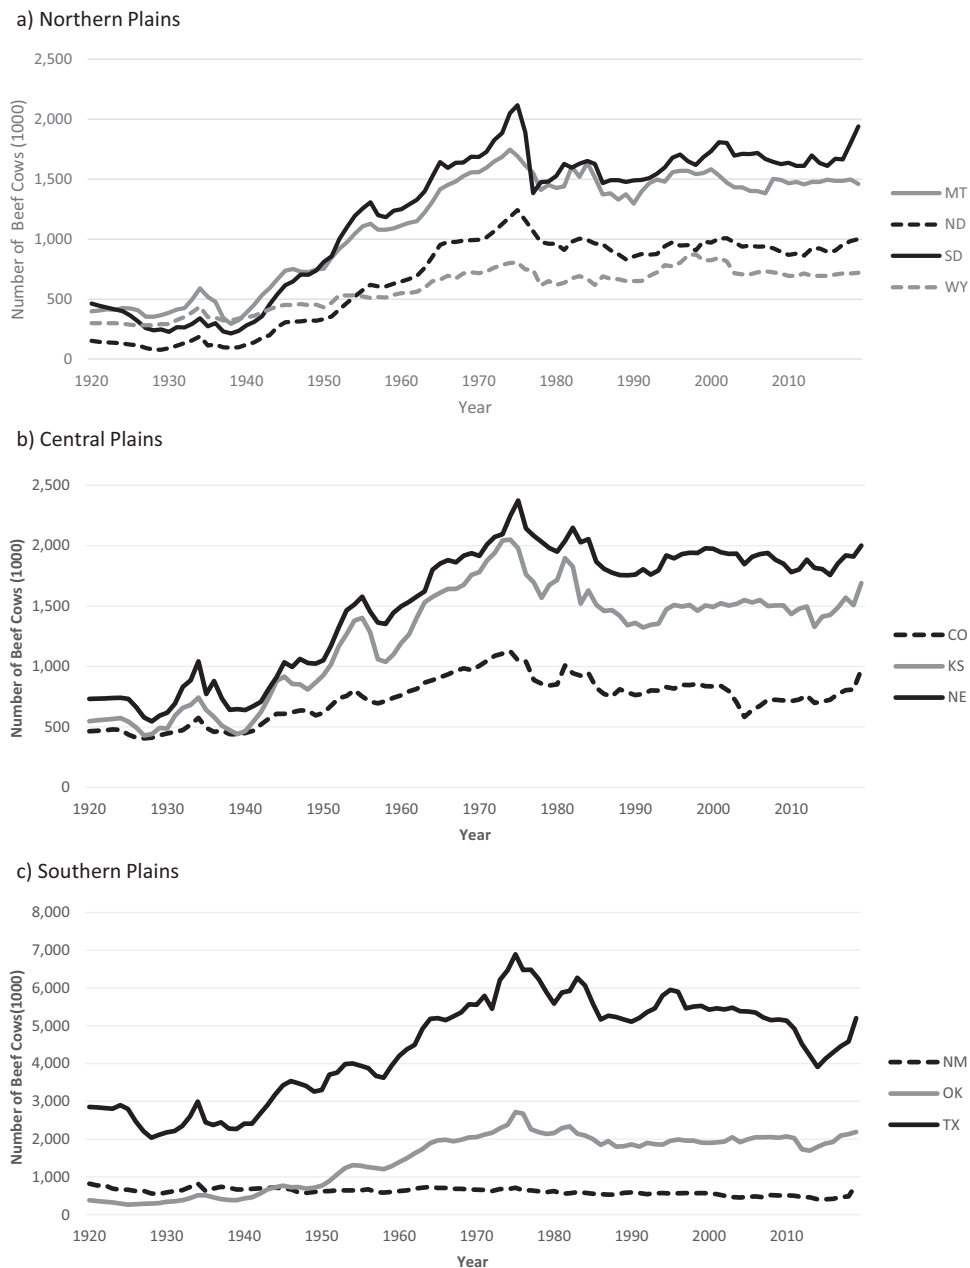 a) Northern Plains
2,500
2,000
1,500
1,000
500
0
Number of Beef Cows (1000)
1920 1930 1940 1950 1960 1970 1980 1990 2000 2010
Year
MT
ND
SD
WY
b) Central Plains
2,500
2,000
1,500
1,000
500
0
Number of Beef Cows (1000)
1920 1930 1940 1950 1960 1970 1980 1990 2000 2010
Year
CO
KS
NE
c) Southern Plains
8,000
7,000
6,000
5,000
4,000
3,000
2,000
1,000
0
Number of Beef Cows(1000)
1920 1930 1940 1950 1960 1970 1980 1990 2000 2010
Year
NM
OK
TX